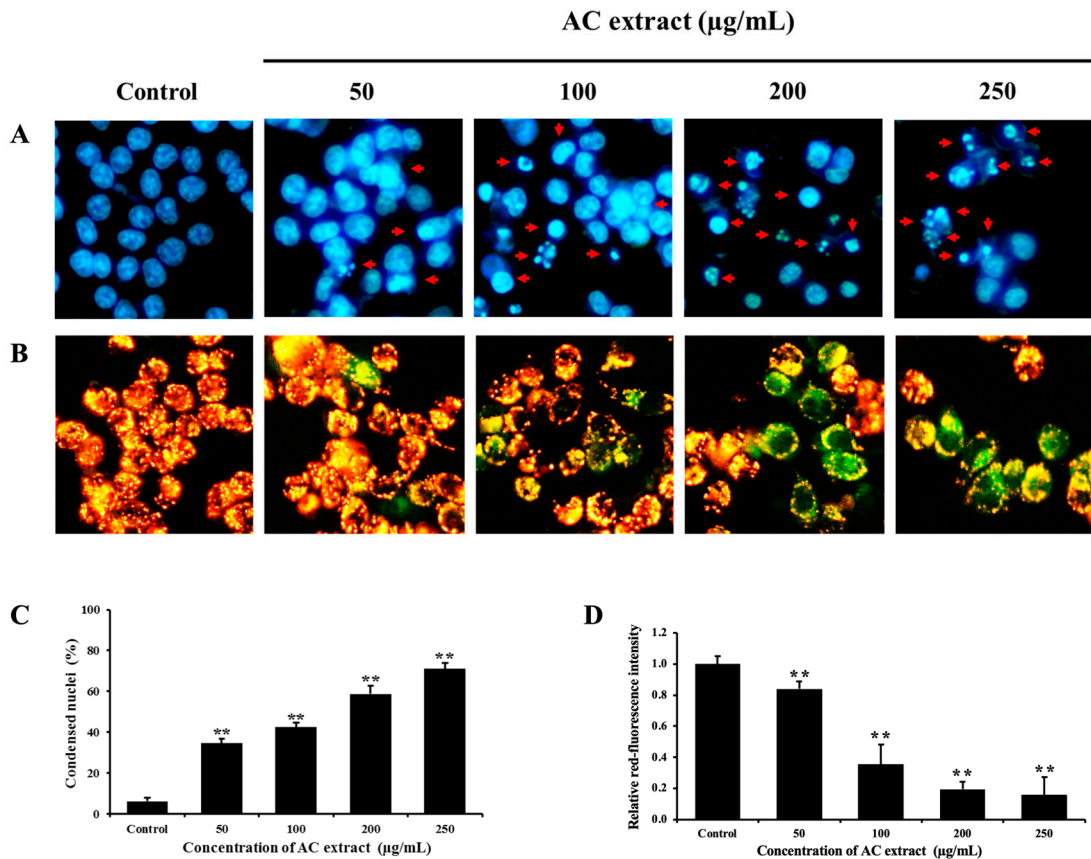 AC extract (µg/mL)
Control 50 100 200 250
A
B
C
100
80
60
40
20
0
Condensed nuclei (%)
** ** ** **
Control 50 100 200 250
Concentration of AC extract (µg/mL)
D
1.2
1.0
0.8
0.6
0.4
0.2
0.0
Relative red-fluorescence intensity
** ** ** **
Control 50 100 200 250
Concentration of AC extract (µg/mL)